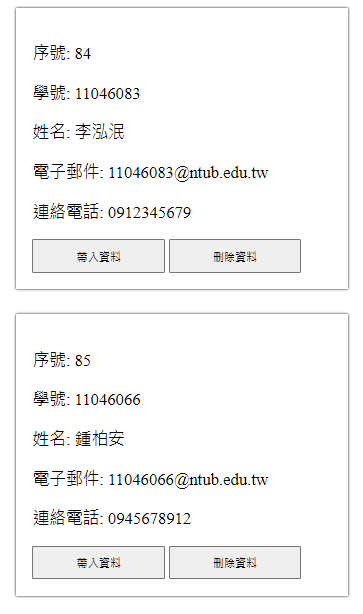 序號: 84
學號: 11046083
姓名: 李泓泯
電子郵件: 11046083@ntub.edu.tw
連絡電話: 0912345679
帶入資料 刪除資料
序號: 85
學號: 11046066
姓名: 鍾柏安
電子郵件: 11046066@ntub.edu.tw
連絡電話: 0945678912
帶入資料 刪除資料